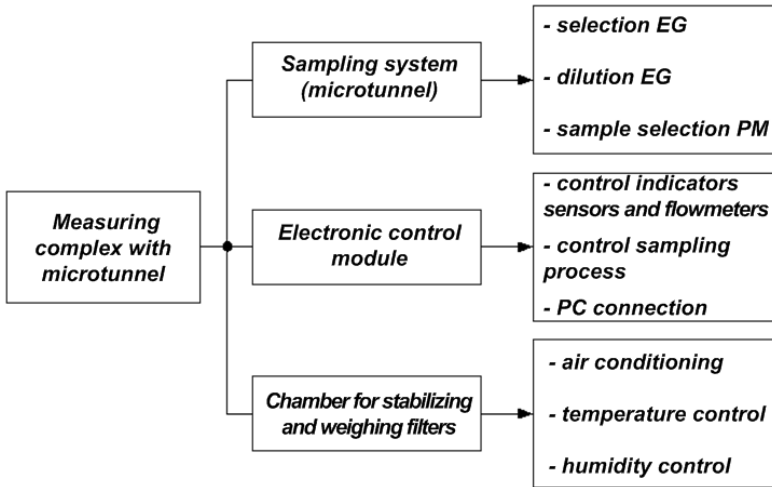 Measuring
complex with
microtunnel
Sampling system
(microtunnel)
- selection EG
- dilution EG
- sample selection PM
Electronic control
module
- control indicators
sensors and flowmeters
- control sampling
process
- PC connection
Chamber for stabilizing
and weighing filters
- air conditioning
- temperature control
- humidity control